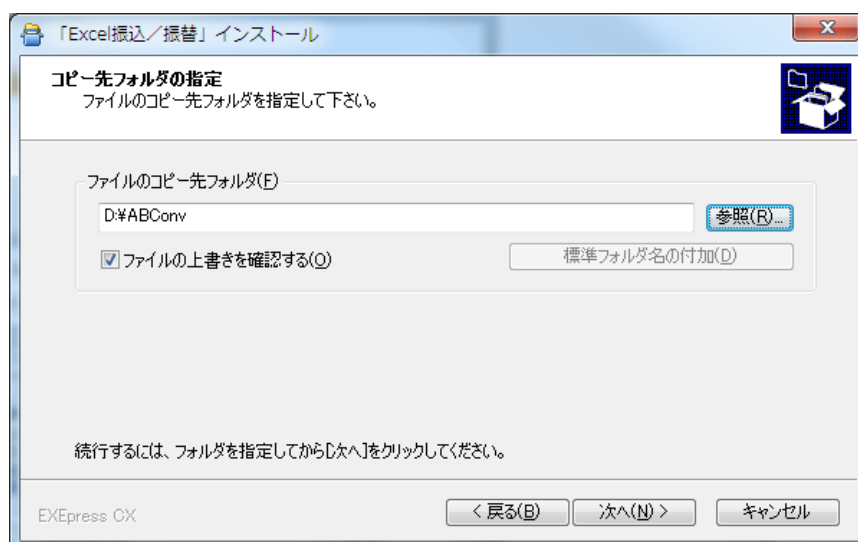 「Excel振込／振替」インストール
コピー先フォルダの指定
ファイルのコピー先フォルダを指定して下さい。
ファイルのコピー先フォルダ(F)
D:¥ABConv
参照(R)...
ファイルの上書きを確認する(O)
標準フォルダ名の付加(D)
続行するには、フォルダを指定してから[次へ]をクリックしてください。
EXEpress CX
< 戻る(B)
次へ(N) >
キャンセル